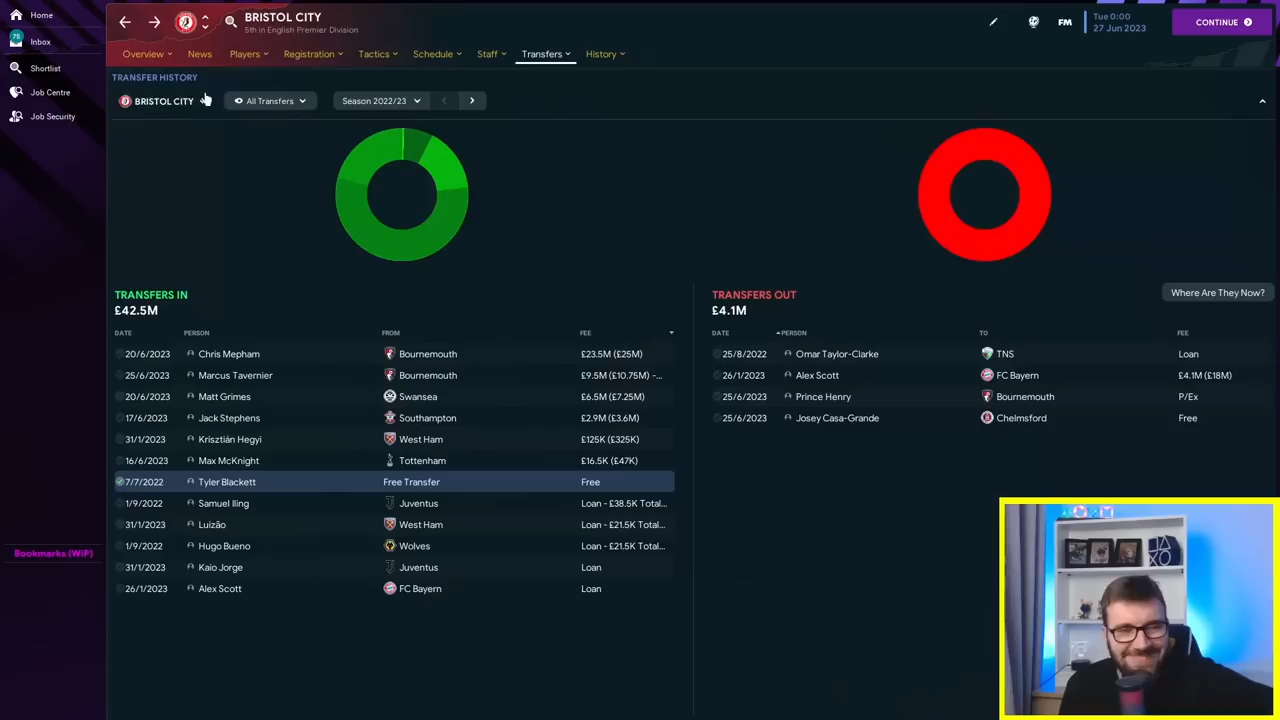 Home
BRISTOL CITY
5th in English Premier Division
FM
Tue 0:00
27 Jun 2023
CONTINUE
75
Inbox
Shortlist
Job Centre
Job Security
Overview
News
Players
Registration
Tactics
Schedule
Staff
Transfers
History
TRANSFER HISTORY
BRISTOL CITY
All Transfers
Season 2022/23
TRANSFERS IN
£42.5M
DATE PERSON FROM FEE
20/6/2023 Chris Mepham Bournemouth £23.5M (£25M)
25/6/2023 Marcus Tavernier Bournemouth £9.5M (£10.75M) -...
20/6/2023 Matt Grimes Swansea £6.5M (£7.25M)
17/6/2023 Jack Stephens Southampton £2.9M (£3.6M)
31/1/2023 Krisztián Hegyi West Ham £125K (£325K)
16/6/2023 Max McKnight Tottenham £16.5K (£47K)
7/7/2022 Tyler Blackett Free Transfer Free
1/9/2022 Samuel Iling Juventus Loan - £38.5K Total...
31/1/2023 Luizão West Ham Loan - £21.5K Total...
1/9/2022 Hugo Bueno Wolves Loan - £21.5K Total...
31/1/2023 Kaio Jorge Juventus Loan
26/1/2023 Alex Scott FC Bayern Loan
TRANSFERS OUT
£4.1M
Where Are They Now?
DATE PERSON TO FEE
25/8/2022 Omar Taylor-Clarke TNS Loan
26/1/2023 Alex Scott FC Bayern £4.1M (£18M)
25/6/2023 Prince Henry Bournemouth P/Ex
25/6/2023 Josey Casa-Grande Chelmsford Free
Bookmarks (WiP)